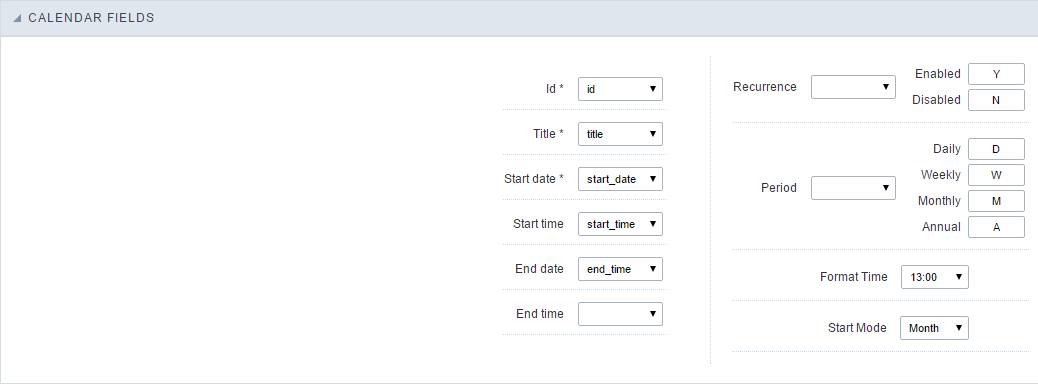 CALENDAR FIELDS
Id * id
Title * title
Start date * start_date
Start time start_time
End date end_time
End time
Recurrence
Enabled Y
Disabled N
Period
Daily D
Weekly W
Monthly M
Annual A
Format Time 13:00
Start Mode Month